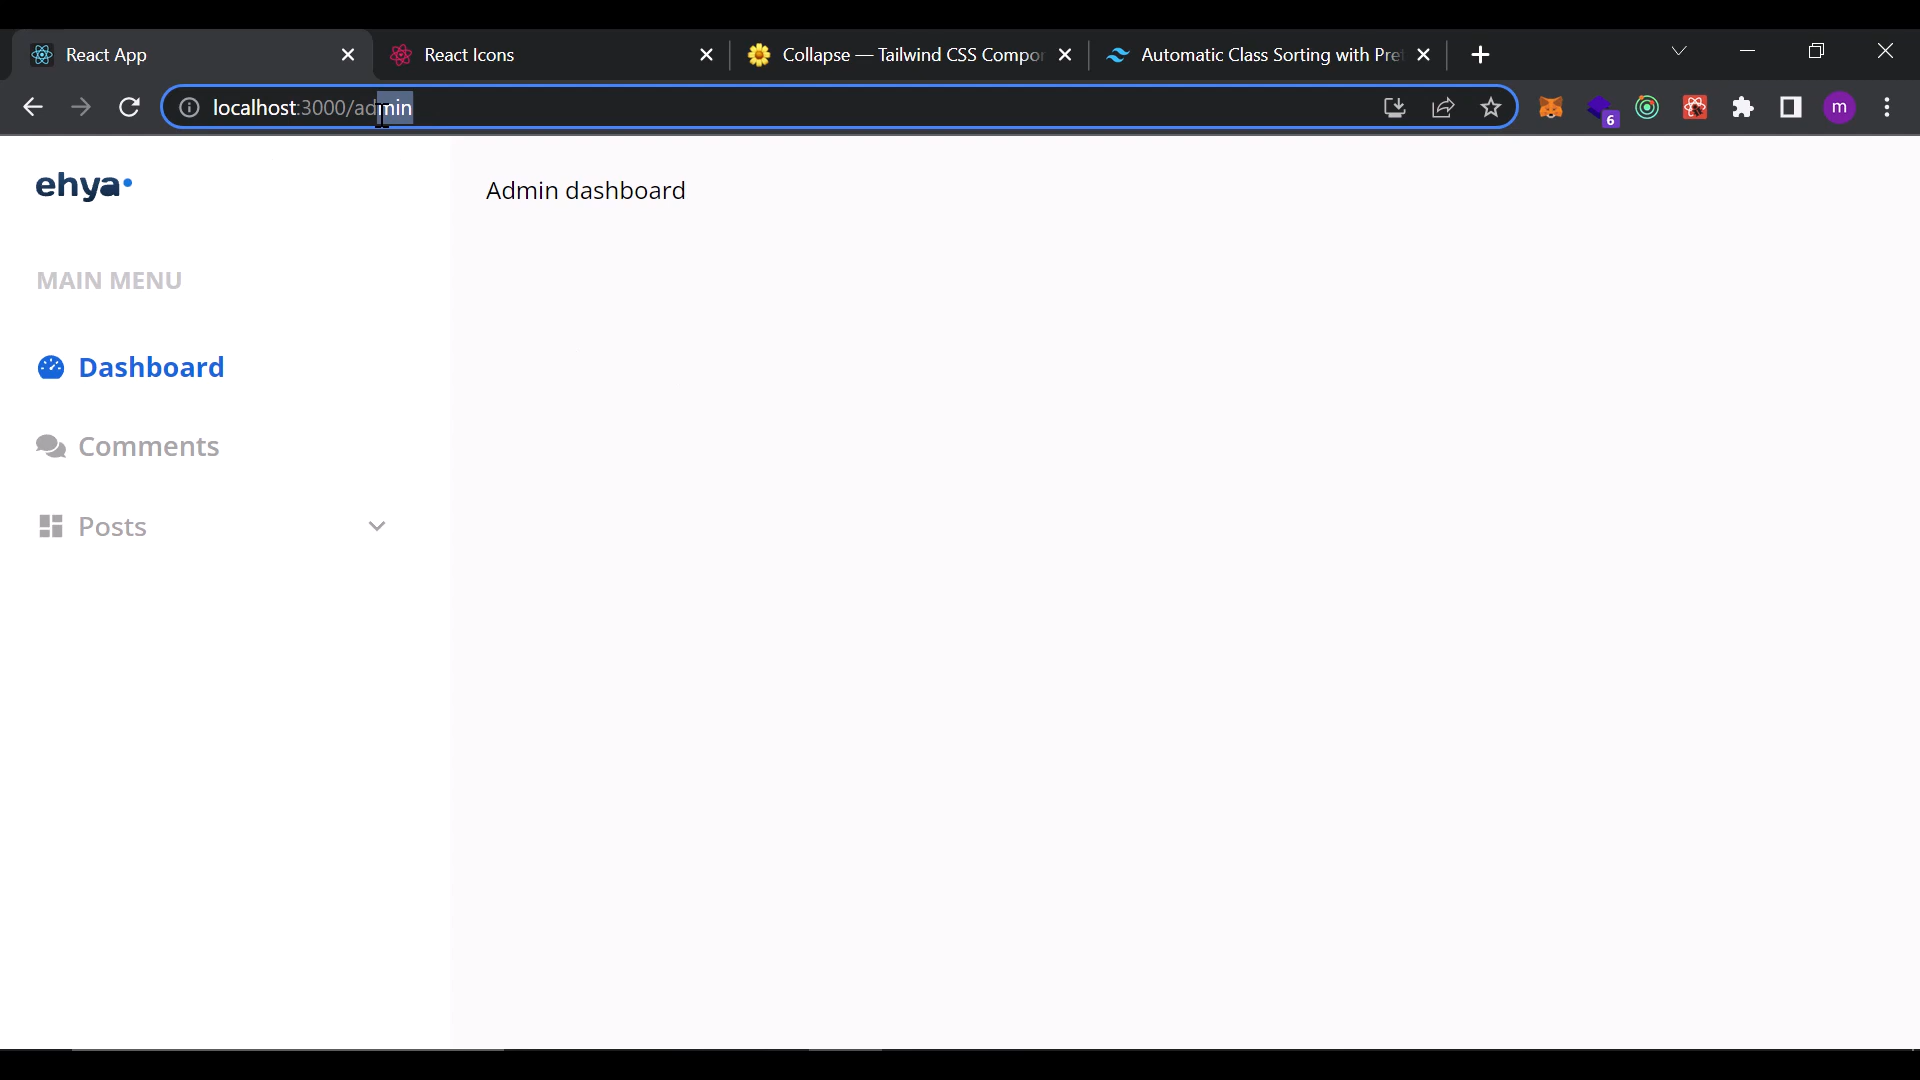 React App
React Icons
Collapse — Tailwind CSS Compo
Automatic Class Sorting with Pre
localhost:3000/admin
6
m
ehya
Admin dashboard
MAIN MENU
Dashboard
Comments
Posts